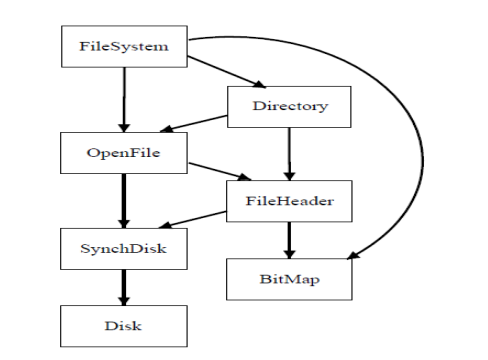 FileSystem
Directory
OpenFile
FileHeader
SynchDisk
BitMap
Disk